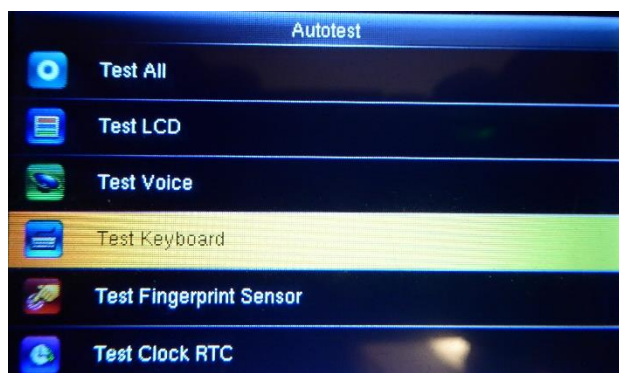 Autotest
Test All
Test LCD
Test Voice
Test Keyboard
Test Fingerprint Sensor
Test Clock RTC